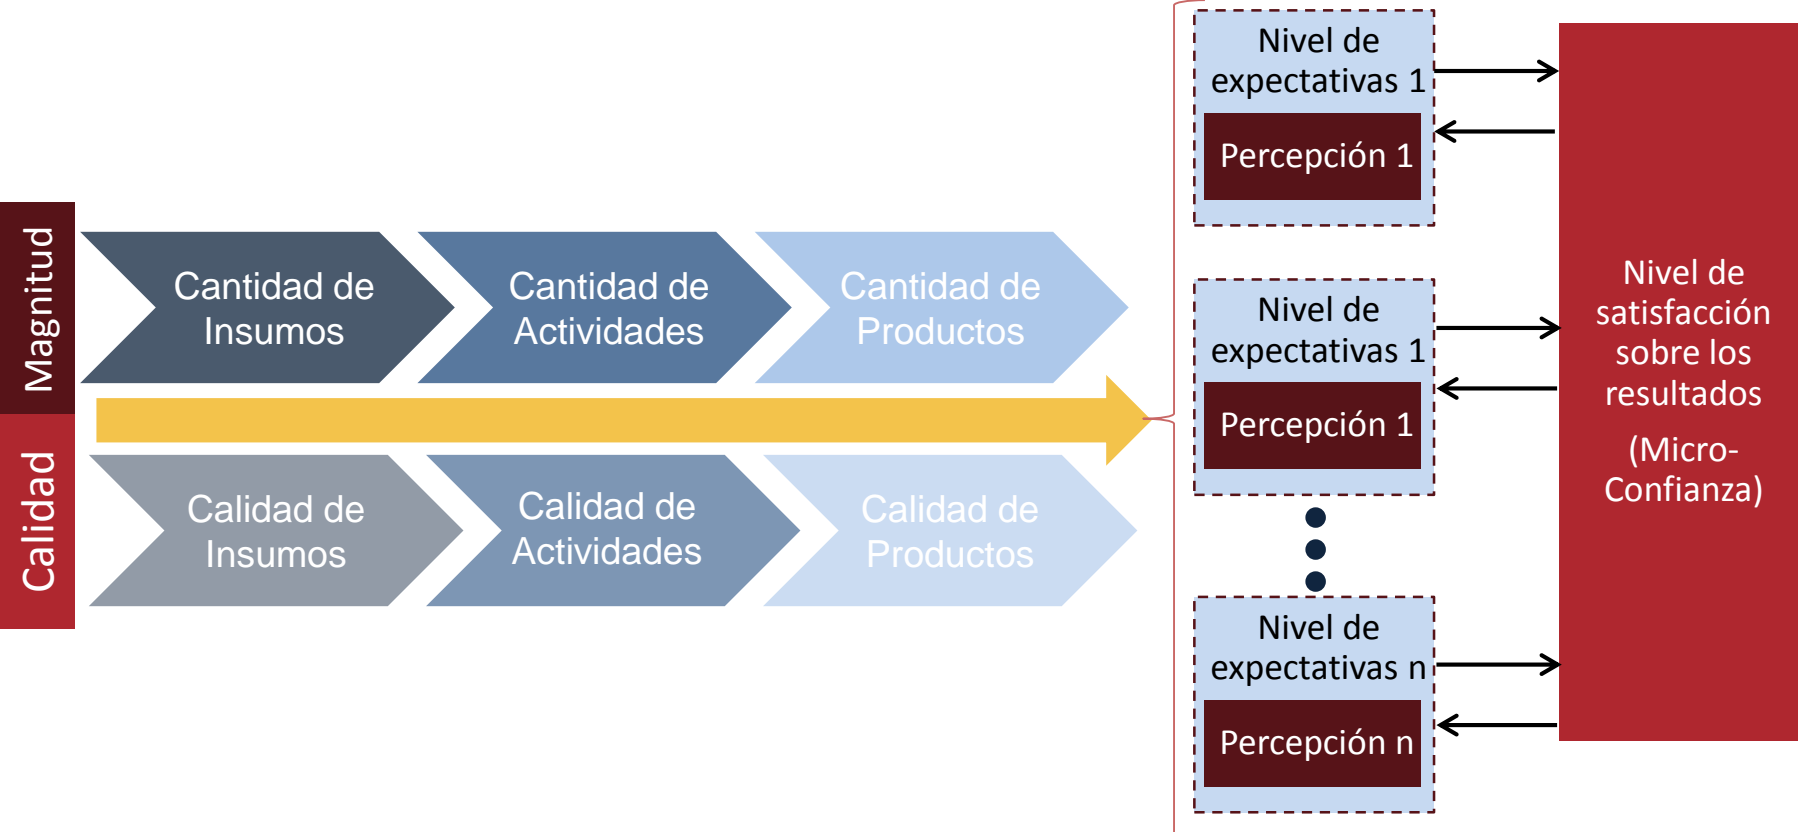 Magnitud
Cantidad de
Insumos
Cantidad de
Actividades
Cantidad de
Productos
Calidad
Calidad de
Insumos
Calidad de
Actividades
Calidad de
Productos
Nivel de
expectativas 1
Percepción 1
Nivel de
expectativas 1
Percepción 1
Nivel de
expectativas n
Percepción n
Nivel de
satisfacción
sobre los
resultados
(Micro-
Confianza)